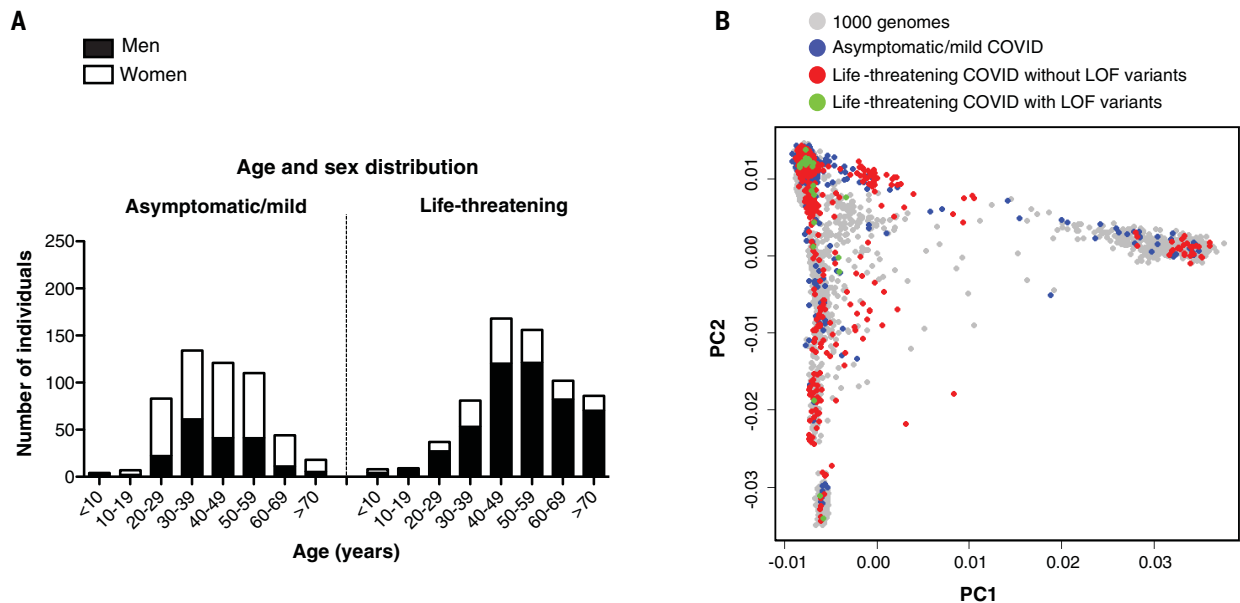 A
Men
Women
Age and sex distribution
Asymptomatic/mild
Life-threatening
Number of individuals
250
200
150
100
50
0
<10
10-19
20-29
30-39
40-49
50-59
60-69
>70
<10
10-19
20-29
30-39
40-49
50-59
60-69
>70
Age (years)
B
1000 genomes
Asymptomatic/mild COVID
Life-threatening COVID without LOF variants
Life-threatening COVID with LOF variants
PC2
0.01
0.00
-0.01
-0.02
-0.03
-0.01
0.00
0.01
0.02
0.03
PC1